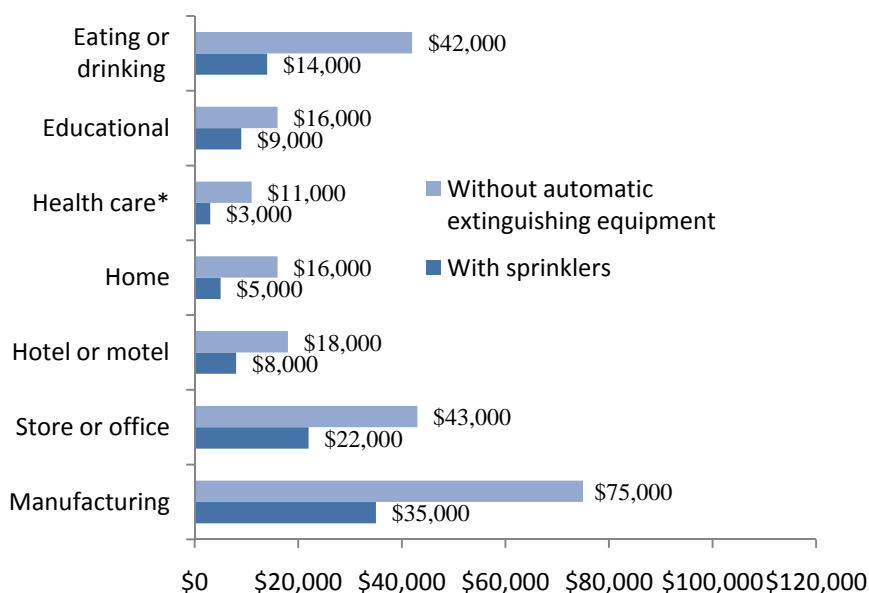 Eating or
drinking
$42,000
$14,000
Educational
$16,000
$9,000
Health care*
$11,000
$3,000
Without automatic
extinguishing equipment
Home
$16,000
$5,000
With sprinklers
Hotel or motel
$18,000
$8,000
Store or office
$43,000
$22,000
Manufacturing
$75,000
$35,000
$0 $20,000 $40,000 $60,000 $80,000 $100,000 $120,000